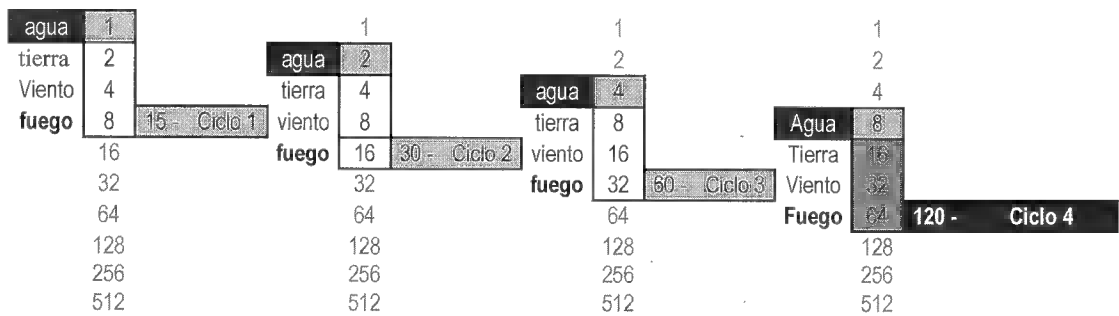 agua 1
tierra 2
Viento 4
fuego 8 15 - Ciclo 1
16
32
64
128
256
512
1
agua 2
tierra 4
viento 8
fuego 16 30 - Ciclo 2
32
64
128
256
512
1
2
agua 4
tierra 8
viento 16
fuego 32 60 - Ciclo 3
64
128
256
512
1
2
4
Agua 8
Tierra 16
Viento 32
Fuego 64 120 - Ciclo 4
128
256
512